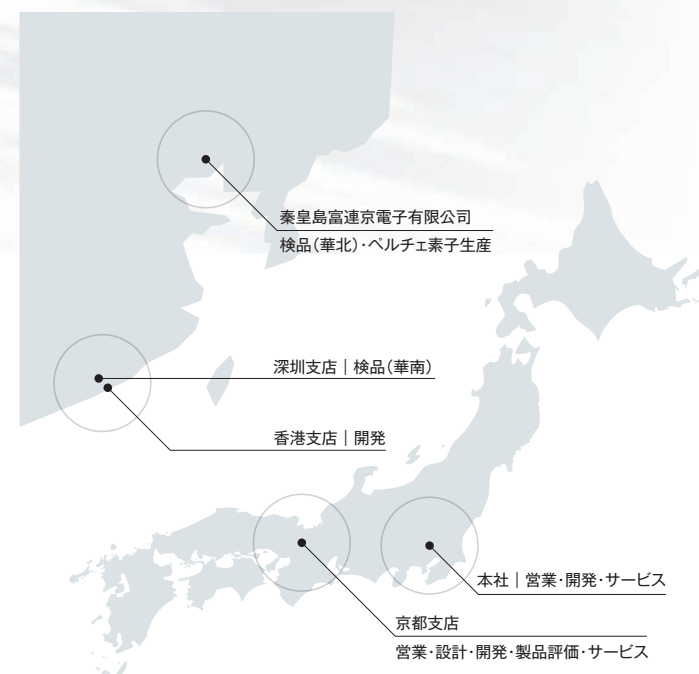 秦皇島富連京電子有限公司
検品(華北)・ペルチェ素子生産
深圳支店｜検品(華南)
香港支店｜開発
本社｜営業・開発・サービス
京都支店
営業・設計・開発・製品評価・サービス